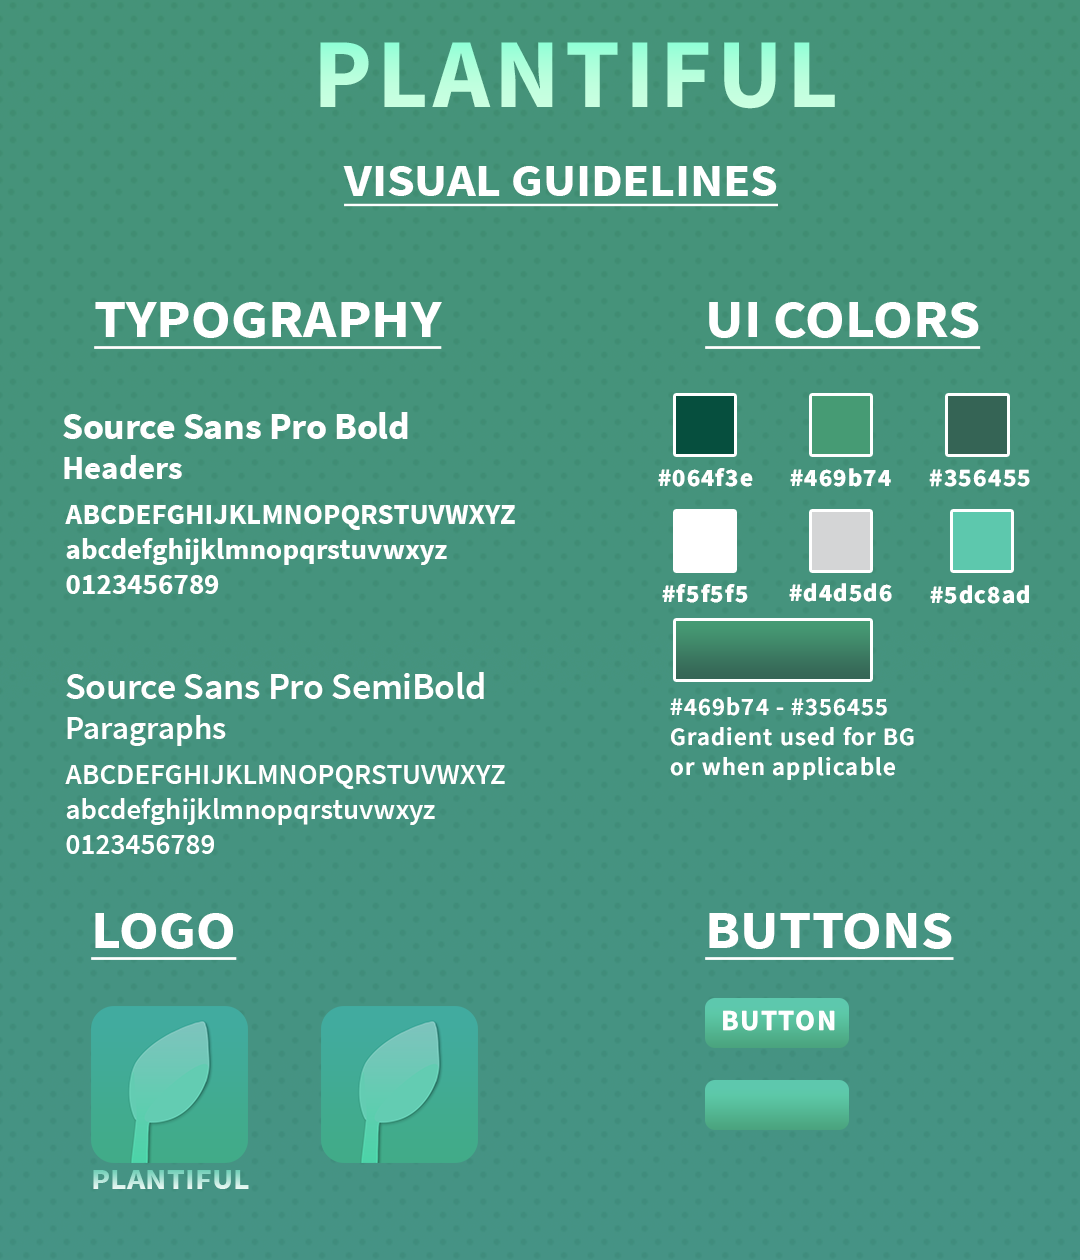 PLANTIFUL
VISUAL GUIDELINES
TYPOGRAPHY
Source Sans Pro Bold
Headers
ABCDEFGHIJKLMNOPQRSTUVWXYZ
abcdefghijklmnopqrstuvwxyz
0123456789
Source Sans Pro SemiBold
Paragraphs
ABCDEFGHIJKLMNOPQRSTUVWXYZ
abcdefghijklmnopqrstuvwxyz
0123456789
UI COLORS
#064f3e #469b74 #356455
#f5f5f5 #d4d5d6 #5dc8ad
#469b74 - #356455
Gradient used for BG
or when applicable
LOGO
PLANTIFUL
BUTTONS
BUTTON